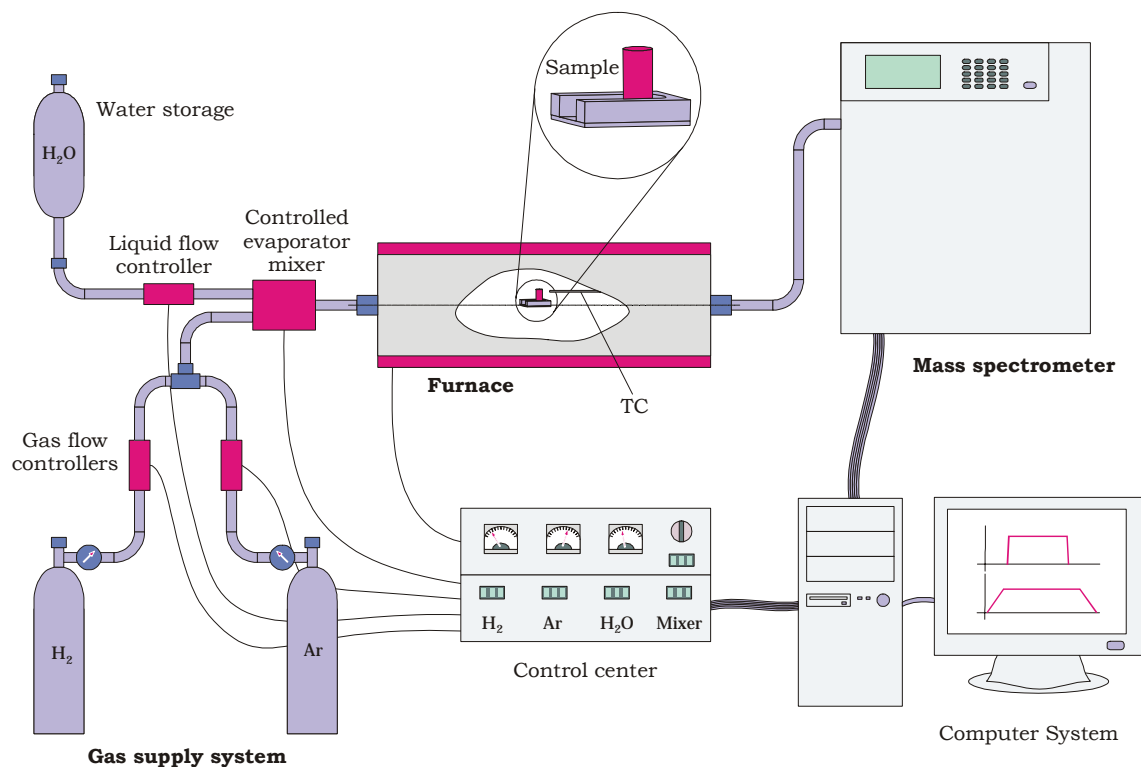 Sample
Water storage
H₂O
Controlled
evaporator
mixer
Liquid flow
controller
Mass spectrometer
Furnace
TC
Gas flow
controllers
H₂
Ar
H₂ Ar H₂O Mixer
Control center
Gas supply system
Computer System